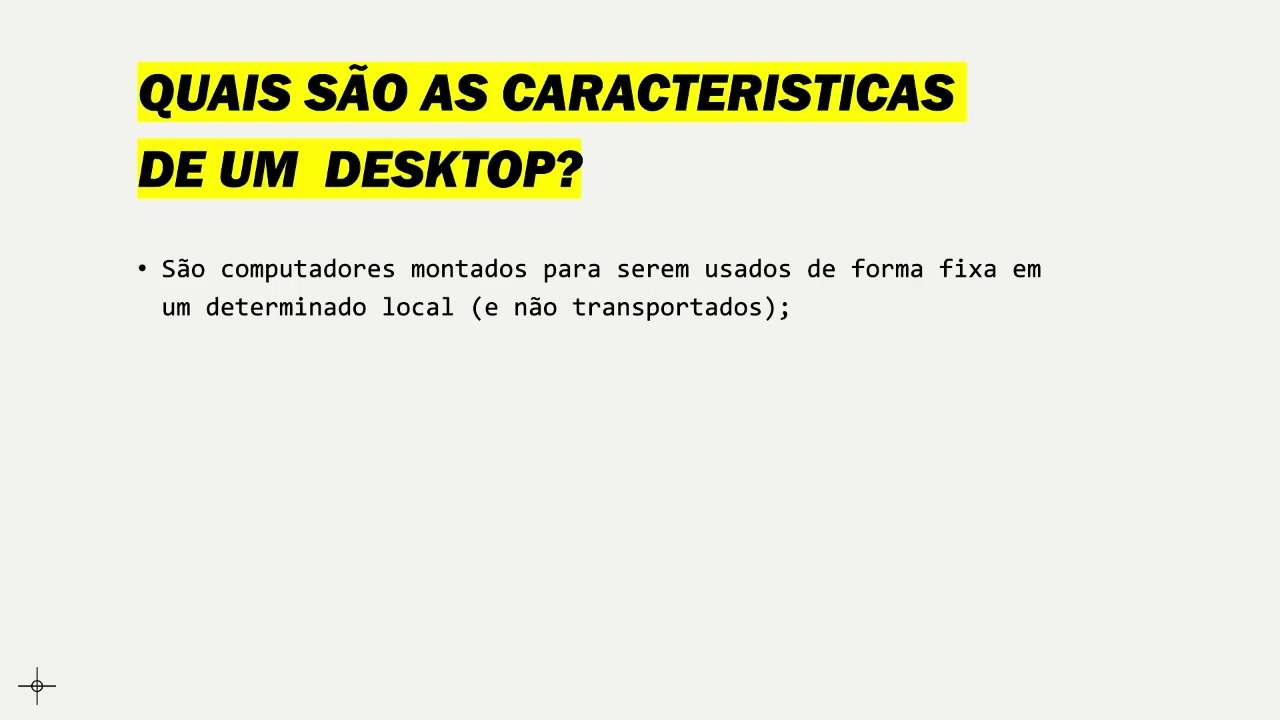 QUAIS SÃO AS CARACTERISTICAS
DE UM  DESKTOP?
• São computadores montados para serem usados de forma fixa em
um determinado local (e não transportados);